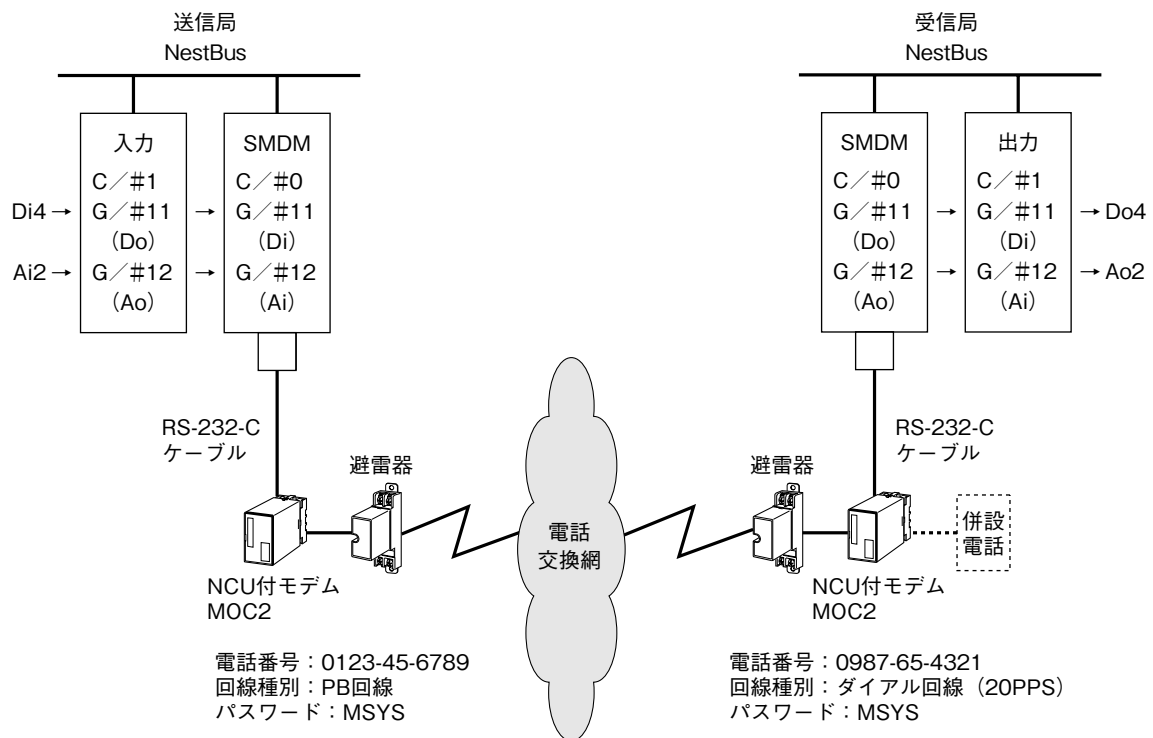 送信局
NestBus
受信局
NestBus
入力
C／#1
Di4→ G／#11 →
(Do)
Ai2→ G／#12 →
(Ao)
SMDM
C／#0
G／#11
(Di)
G／#12
(Ai)
SMDM
C／#0
G／#11 →
(Do)
G／#12 →
(Ao)
出力
C／#1
G／#11 →Do4
(Di)
G／#12 →Ao2
(Ai)
RS-232-C
ケーブル
避雷器
NCU付モデム
MOC2
電話
交換網
RS-232-C
ケーブル
避雷器
併設
電話
NCU付モデム
MOC2
電話番号：0123-45-6789
回線種別：PB回線
パスワード：MSYS
電話番号：0987-65-4321
回線種別：ダイアル回線（20PPS）
パスワード：MSYS